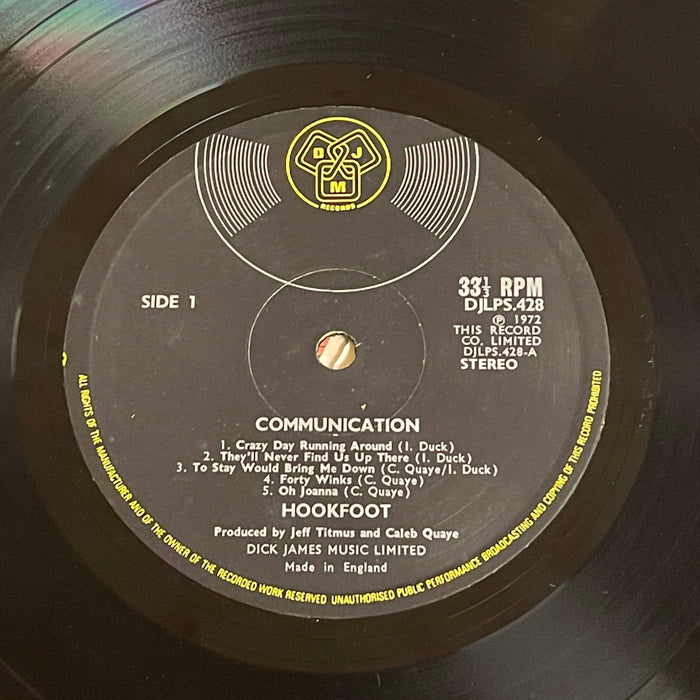 D J
M
RECORDS
SIDE 1
33⅓ RPM
DJLPS.428
℗ 1972
THIS RECORD
CO. LIMITED
DJLPS.428-A
STEREO
COMMUNICATION
1. Crazy Day Running Around (I. Duck)
2. They'll Never Find Us Up There (I. Duck)
3. To Stay Would Bring Me Down (C. Quaye/I. Duck)
4. Forty Winks (C. Quaye)
5. Oh Joanna (C. Quaye)
HOOKFOOT
Produced by Jeff Titmus and Caleb Quaye
DICK JAMES MUSIC LIMITED
Made in England
ALL RIGHTS OF THE MANUFACTURER AND OF THE OWNER OF THE RECORDED WORK RESERVED UNAUTHORISED PUBLIC PERFORMANCE BROADCASTING AND COPYING OF THIS RECORD PROHIBITED